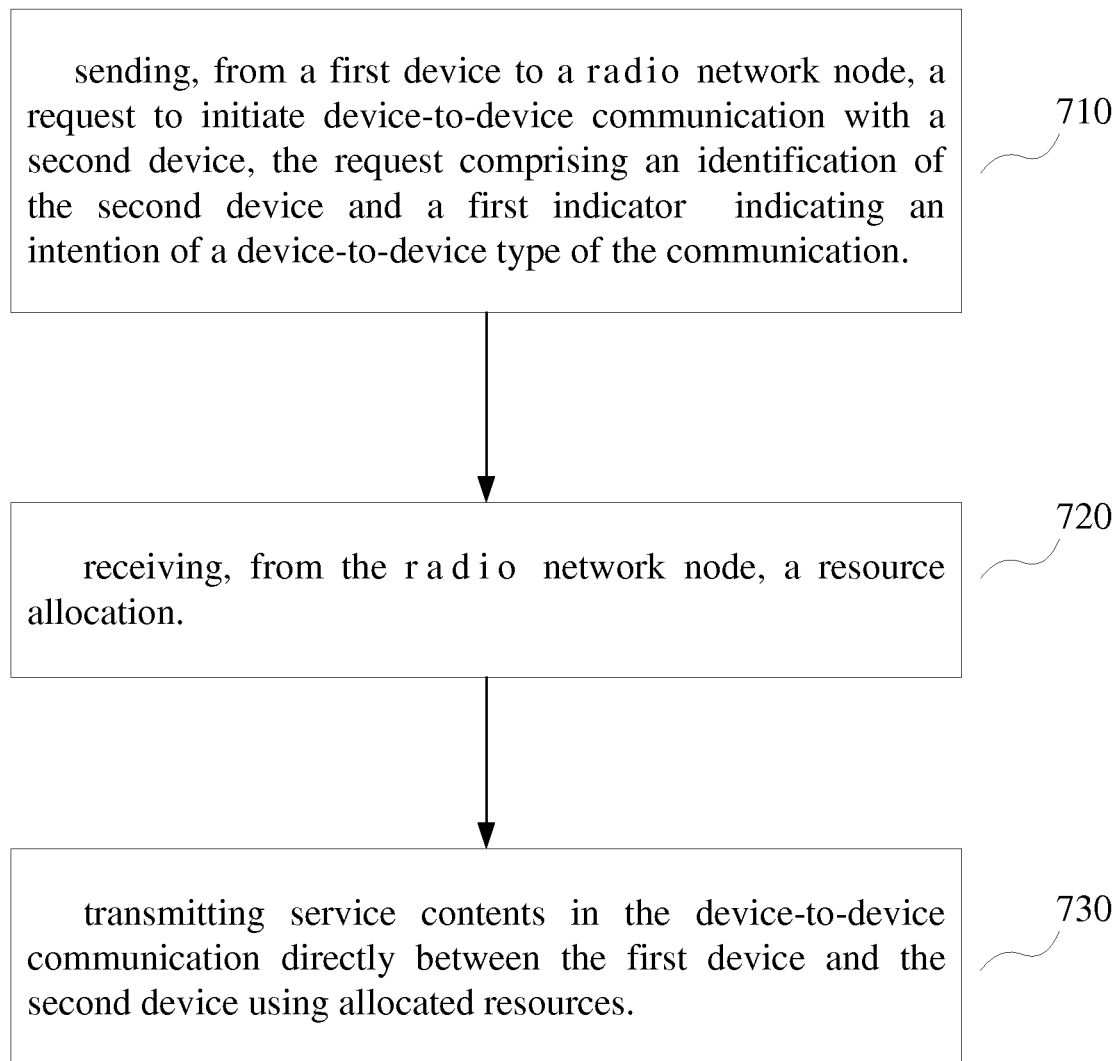 sending, from a first device to a radio network node, a
request to initiate device-to-device communication with a
second device, the request comprising an identification of
the second device and a first indicator indicating an
intention of a device-to-device type of the communication.
710
receiving, from the radio network node, a resource
allocation.
720
transmitting service contents in the device-to-device
communication directly between the first device and the
second device using allocated resources.
730